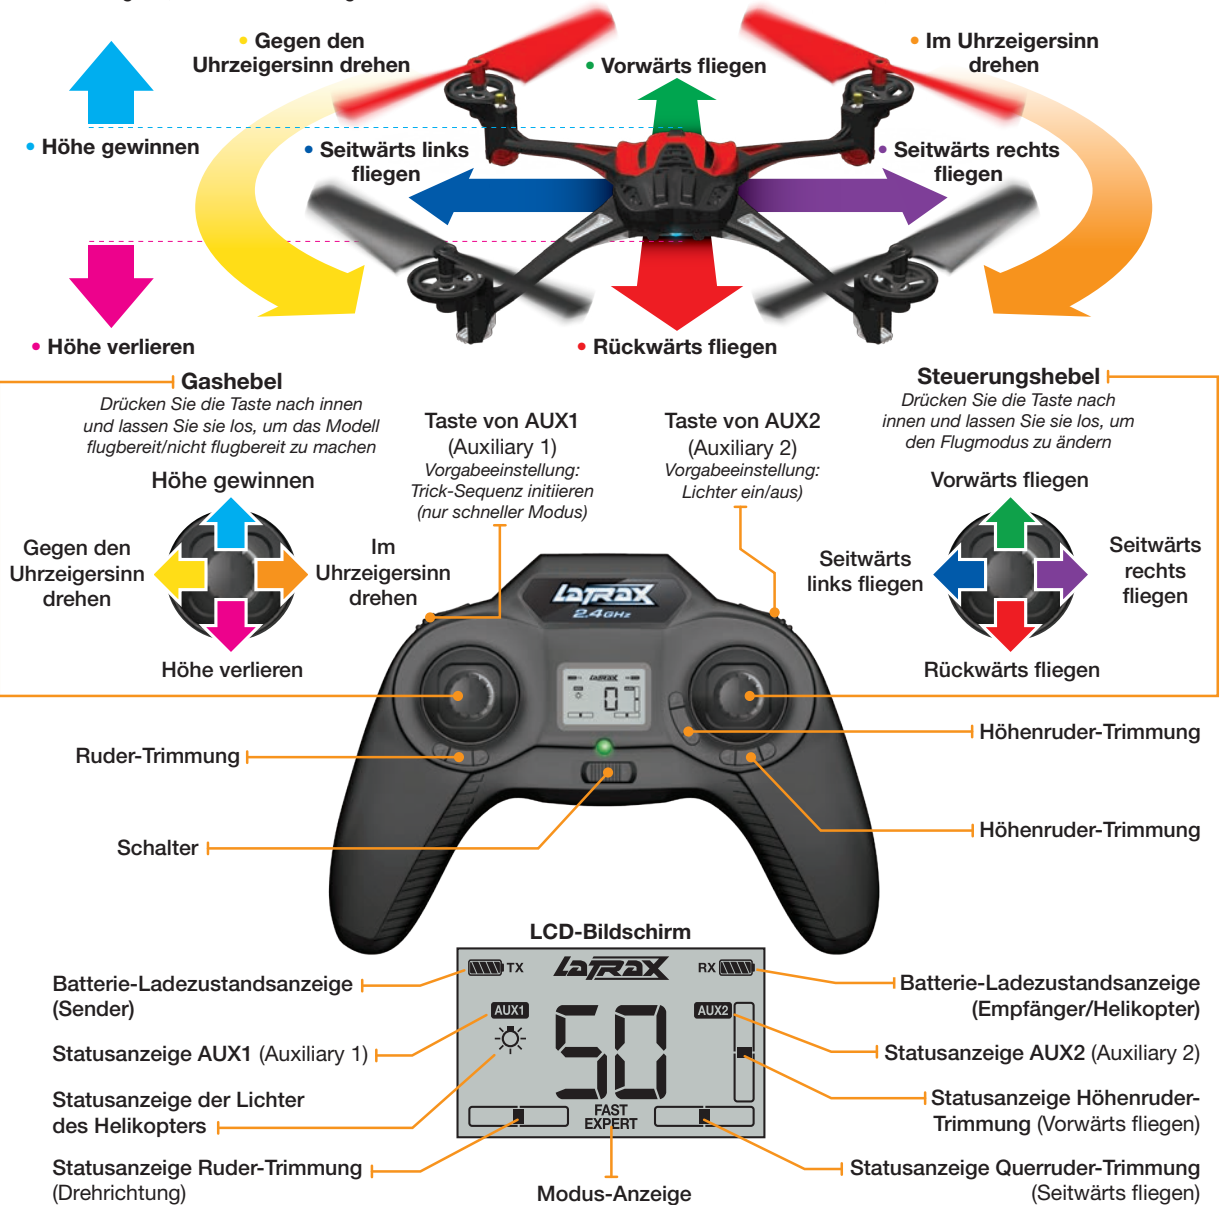 • Gegen den
Uhrzeigersinn drehen
• Vorwärts fliegen
• Im Uhrzeigersinn
drehen
• Höhe gewinnen
• Seitwärts links
fliegen
• Seitwärts rechts
fliegen
• Höhe verlieren
• Rückwärts fliegen
Gashebel
Drücken Sie die Taste nach innen
und lassen Sie sie los, um das Modell
flugbereit/nicht flugbereit zu machen
Höhe gewinnen
Gegen den
Uhrzeigersinn
drehen
Im
Uhrzeigersinn
drehen
Höhe verlieren
Taste von AUX1
(Auxiliary 1)
Vorgabeeinstellung:
Trick-Sequenz initiieren
(nur schneller Modus)
Taste von AUX2
(Auxiliary 2)
Vorgabeeinstellung:
Lichter ein/aus)
Steuerungshebel
Drücken Sie die Taste nach
innen und lassen Sie sie los, um
den Flugmodus zu ändern
Vorwärts fliegen
Seitwärts
links fliegen
Seitwärts
rechts
fliegen
Rückwärts fliegen
LaTRAX
2.4GHz
LaTRAX
0
Ruder-Trimmung
Schalter
Höhenruder-Trimmung
Höhenruder-Trimmung
LCD-Bildschirm
TX
LaTRAX
RX
AUX1
50
AUX2
FAST
EXPERT
Batterie-Ladezustandsanzeige
(Sender)
Statusanzeige AUX1 (Auxiliary 1)
Statusanzeige der Lichter
des Helikopters
Statusanzeige Ruder-Trimmung
(Drehrichtung)
Modus-Anzeige
Batterie-Ladezustandsanzeige
(Empfänger/Helikopter)
Statusanzeige AUX2 (Auxiliary 2)
Statusanzeige Höhenruder-
Trimmung (Vorwärts fliegen)
Statusanzeige Querruder-Trimmung
(Seitwärts fliegen)